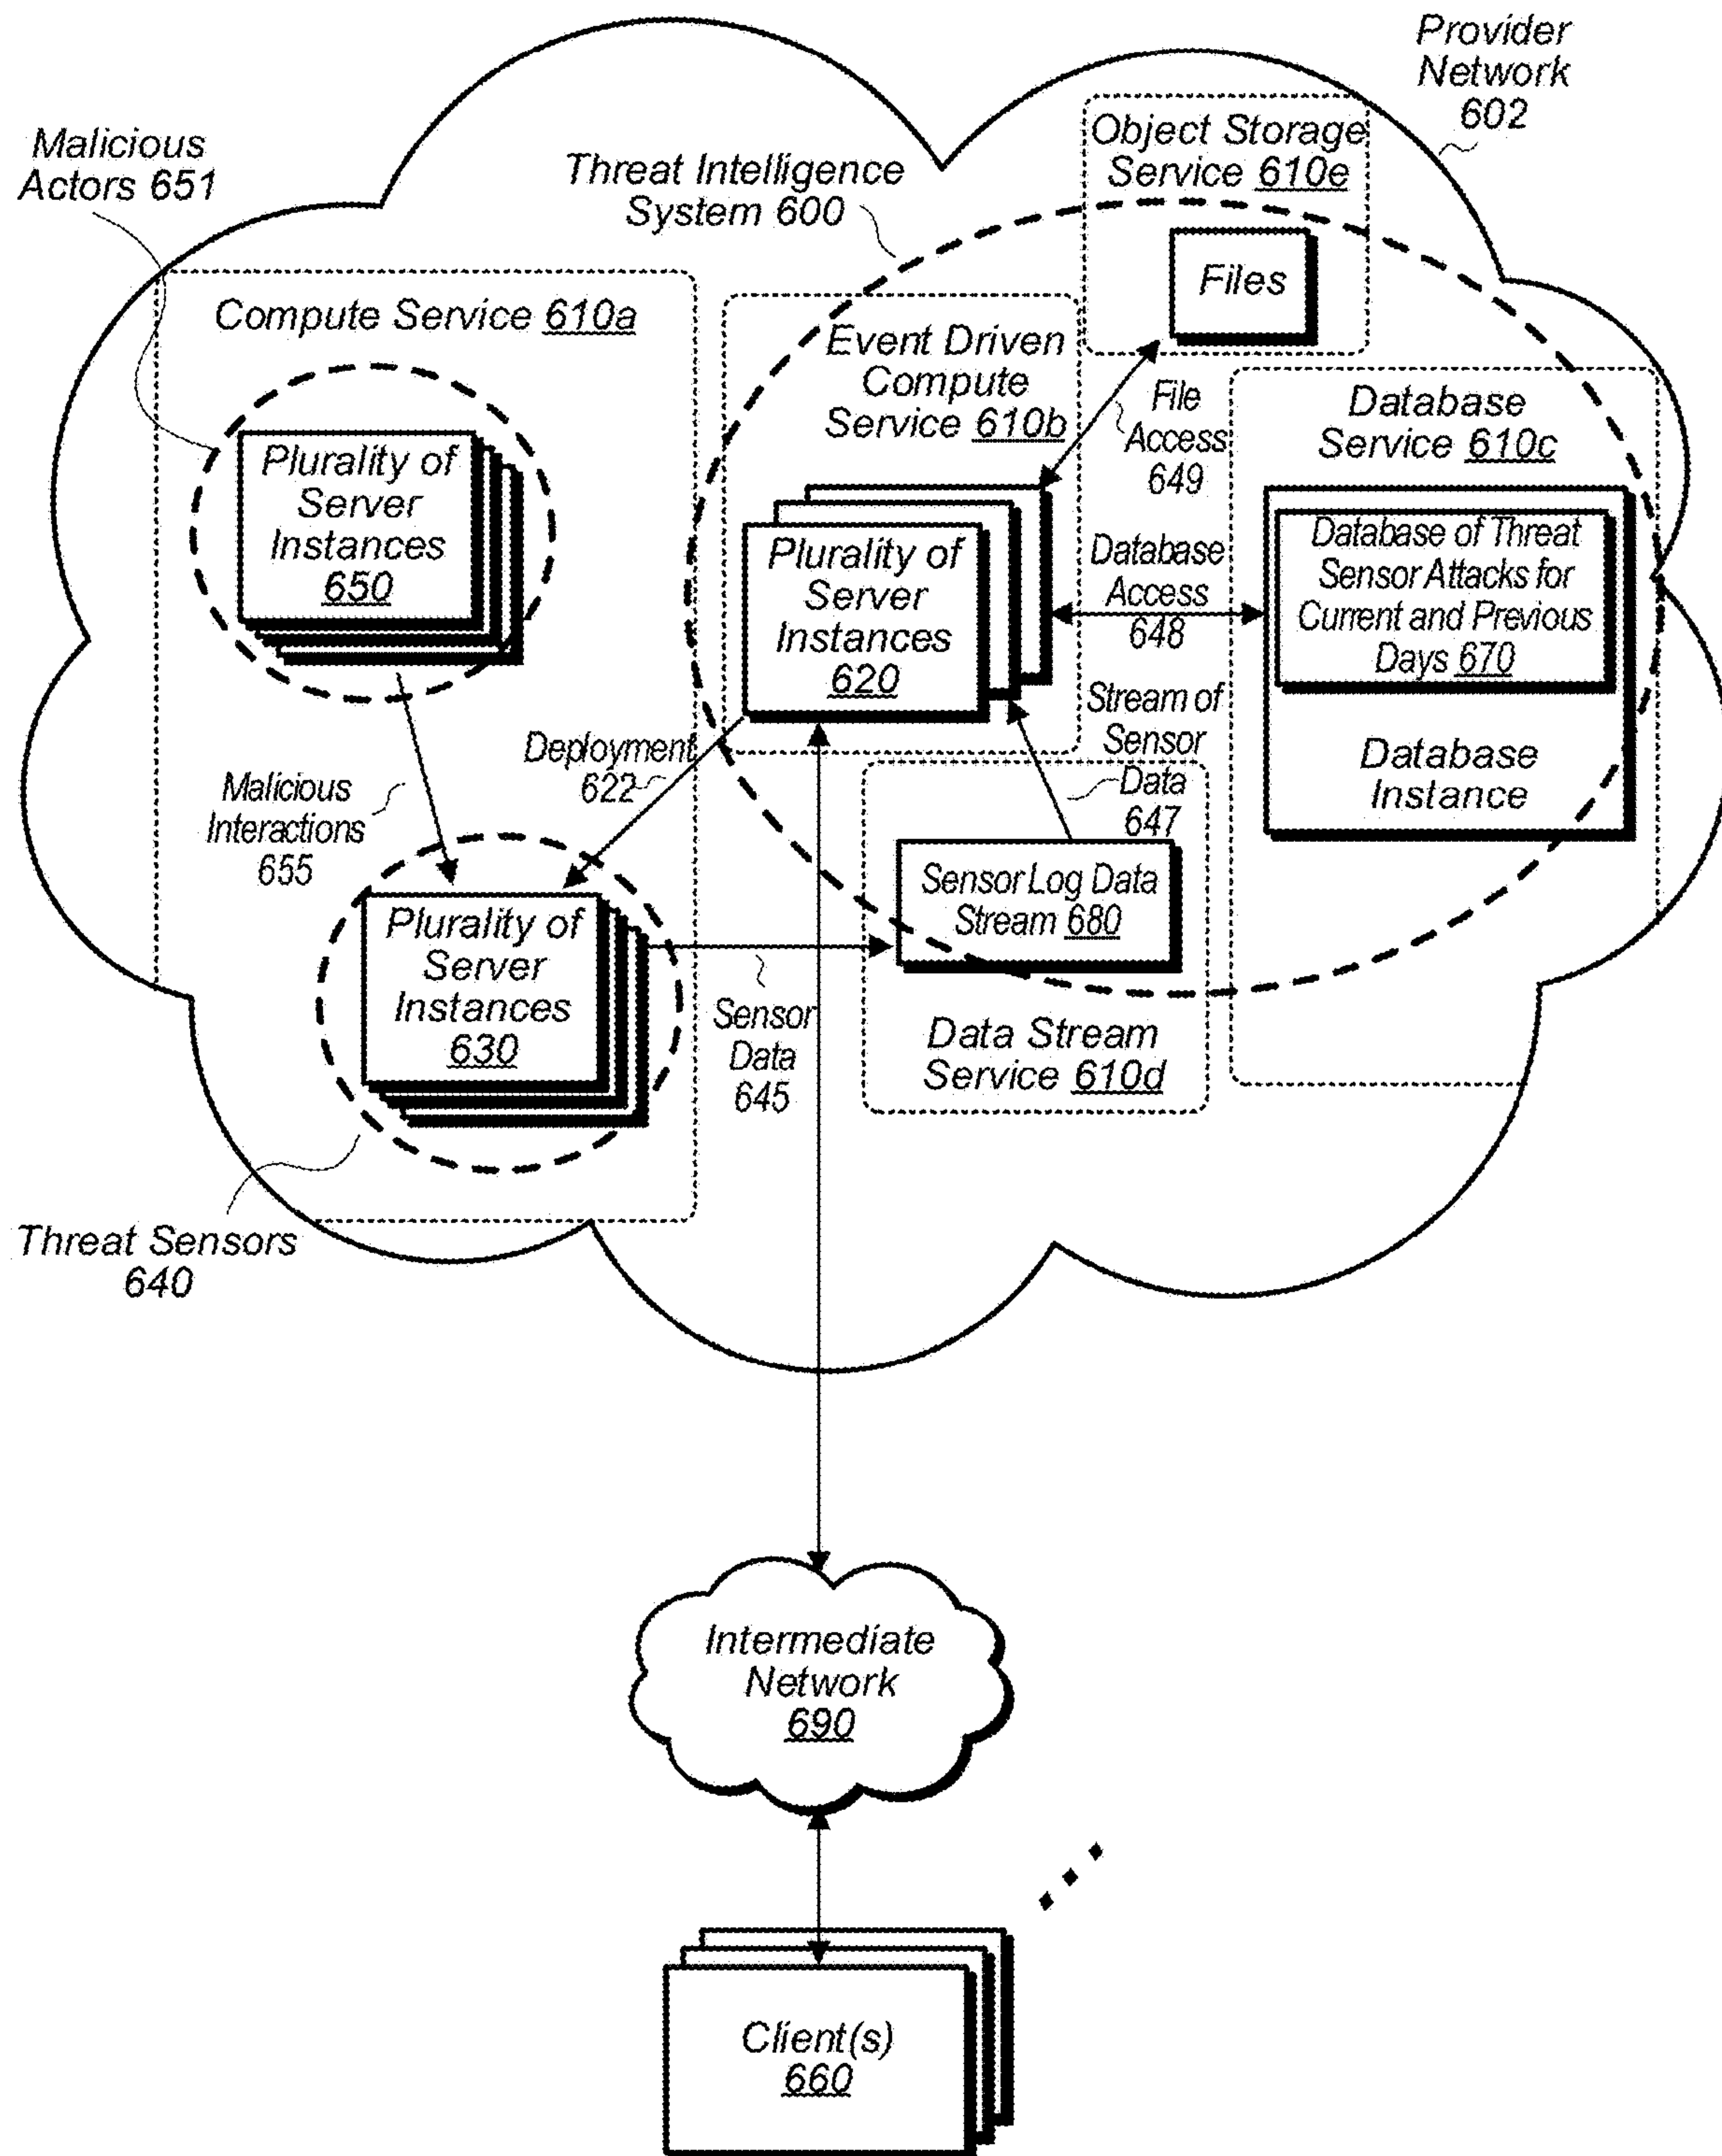 Provider
Network
602
Malicious
Actors 651
Threat Intelligence
System 600
Object Storage
Service 610e
Files
Compute Service 610a
Plurality of
Server
Instances
650
Event Driven
Compute
Service 610b
File
Access
649
Database
Service 610c
Plurality of
Server
Instances
620
Database
Access
648
Database of Threat
Sensor Attacks for
Current and Previous
Days 670
Database
Instance
Malicious
Interactions
655
Deployment
622
Stream of
Sensor
Data
647
Sensor Log Data
Stream 680
Data Stream
Service 610d
Plurality of
Server
Instances
630
Sensor
Data
645
Threat Sensors
640
Intermediate
Network
690
Client(s)
660